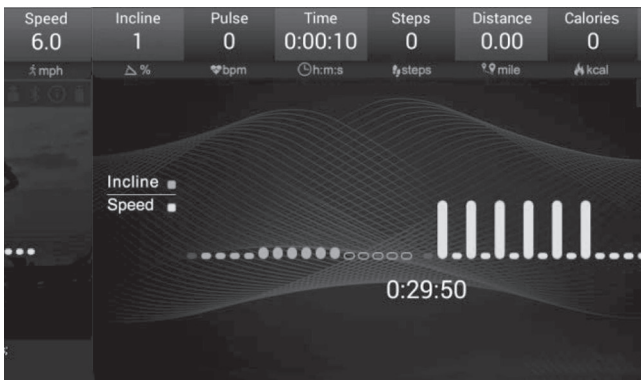 Speed Incline Pulse Time Steps Distance Calories
6.0 1 0 0:00:10 0 0.00 0
mph % bpm h:m:s steps mile kcal
Incline
Speed
0:29:50